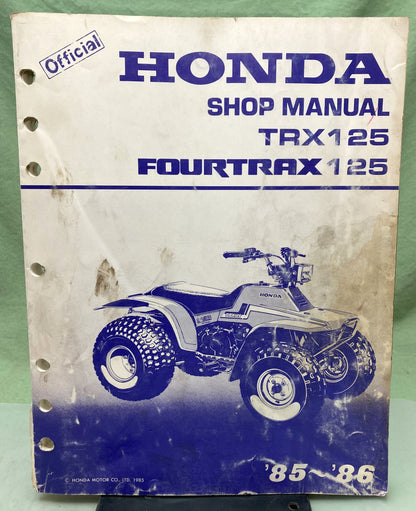 Official
HONDA
SHOP MANUAL
TRX125
FOURTRAX125
HONDA
© HONDA MOTOR CO., LTD. 1985
'85~'86